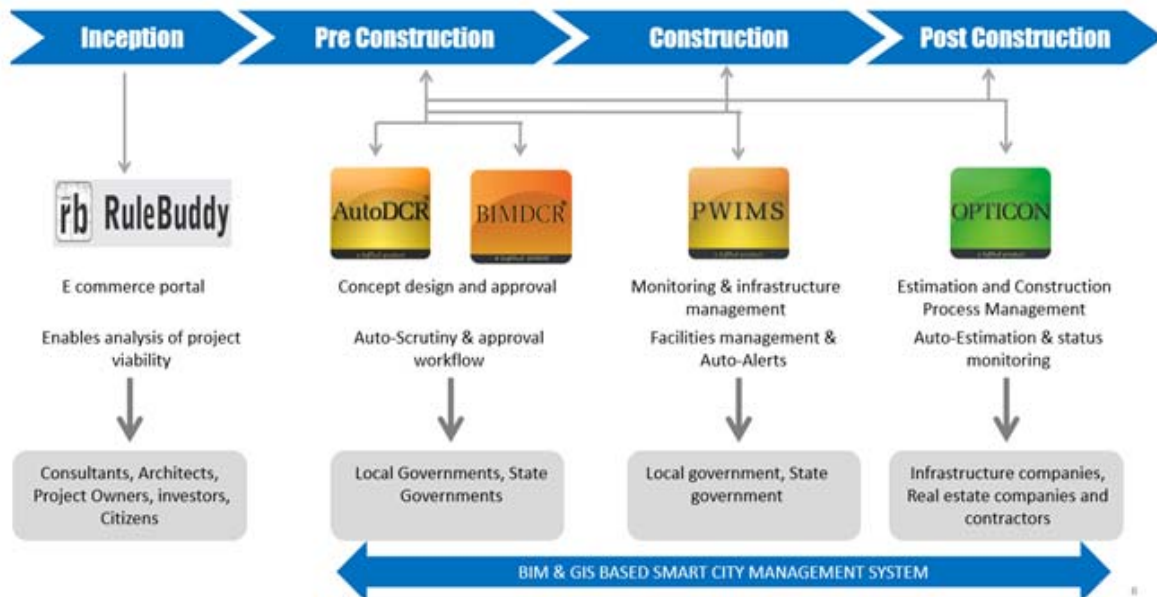 Inception
Pre Construction
Construction
Post Construction
rb RuleBuddy
AutoDCR
BIMDCR
PWIMS
OPTICON
E commerce portal
Enables analysis of project
viability
Concept design and approval
Auto-Scrutiny & approval
workflow
Monitoring & infrastructure
management
Facilities management &
Auto-Alerts
Estimation and Construction
Process Management
Auto-Estimation & status
monitoring
Consultants, Architects,
Project Owners, investors,
Citizens
Local Governments, State
Governments
Local government, State
government
Infrastructure companies,
Real estate companies and
contractors
BIM & GIS BASED SMART CITY MANAGEMENT SYSTEM